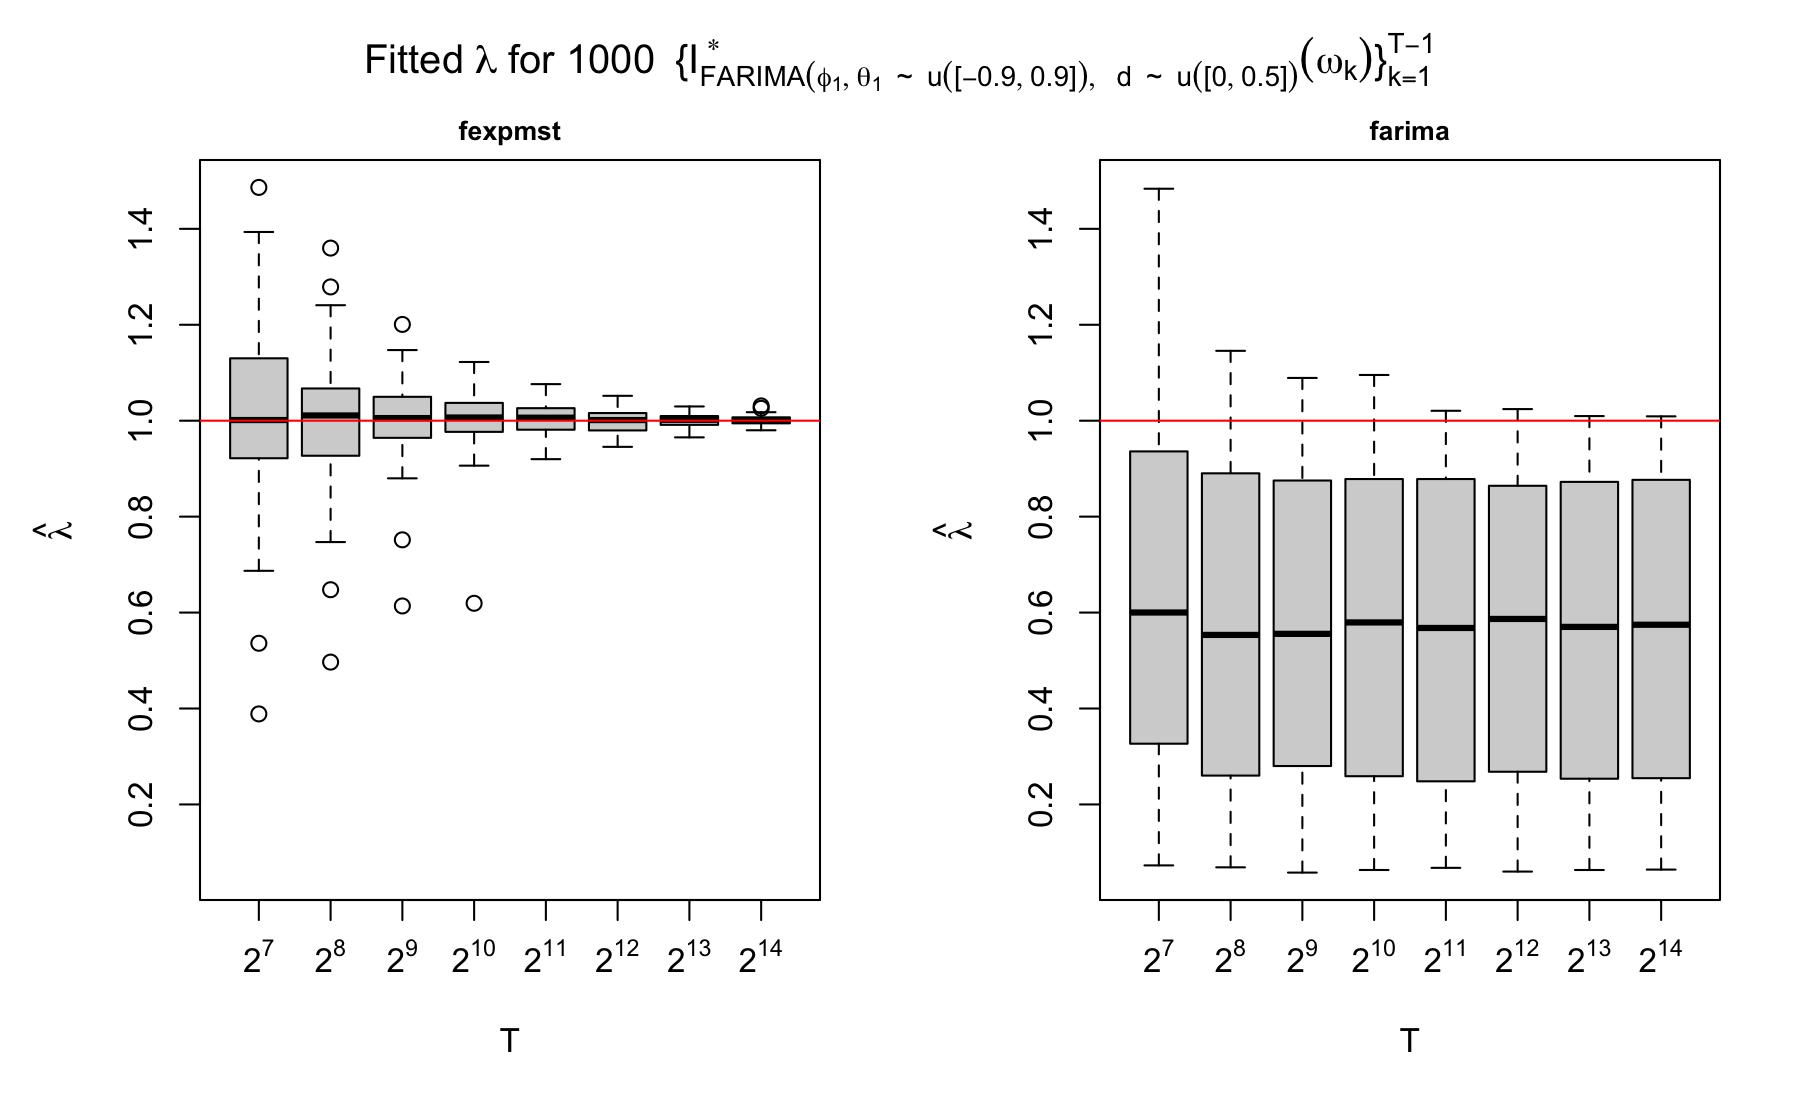 Fitted λ for 1000 {I*FARIMA(ϕ1, θ1 ~ u([−0.9, 0.9]), d ~ u([0, 0.5])(ωk)}T−1k=1
fexpmst
farima
1.4
1.2
1.0
0.8
0.6
0.4
0.2
λ̂
2^7 2^8 2^9 2^10 2^11 2^12 2^13 2^14
T
1.4
1.2
1.0
0.8
0.6
0.4
0.2
λ̂
2^7 2^8 2^9 2^10 2^11 2^12 2^13 2^14
T